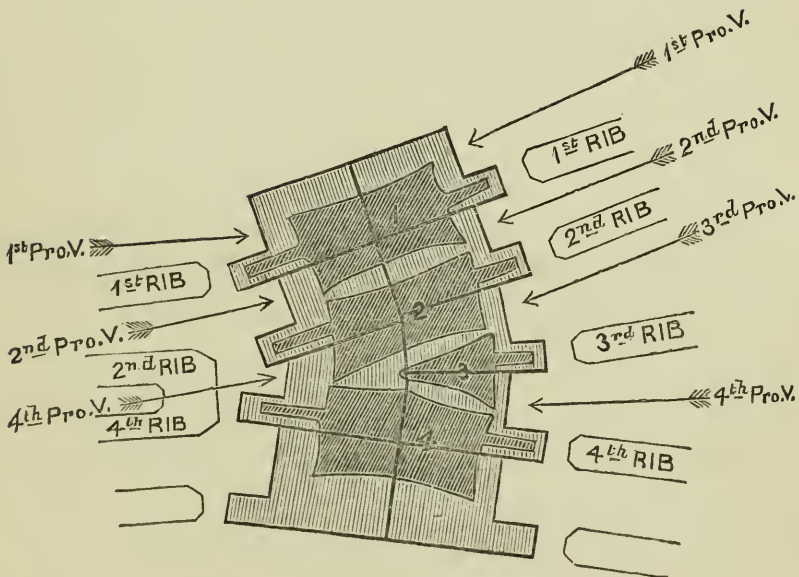 1st Pro.V.
1st RIB
2nd Pro.V.
2nd RIB
3rd Pro.V.
1st Pro.V.
1st RIB
2nd Pro.V.
2nd RIB
4th Pro.V.
4th RIB
1
2
3
4
3rd RIB
4th Pro.V.
4th RIB